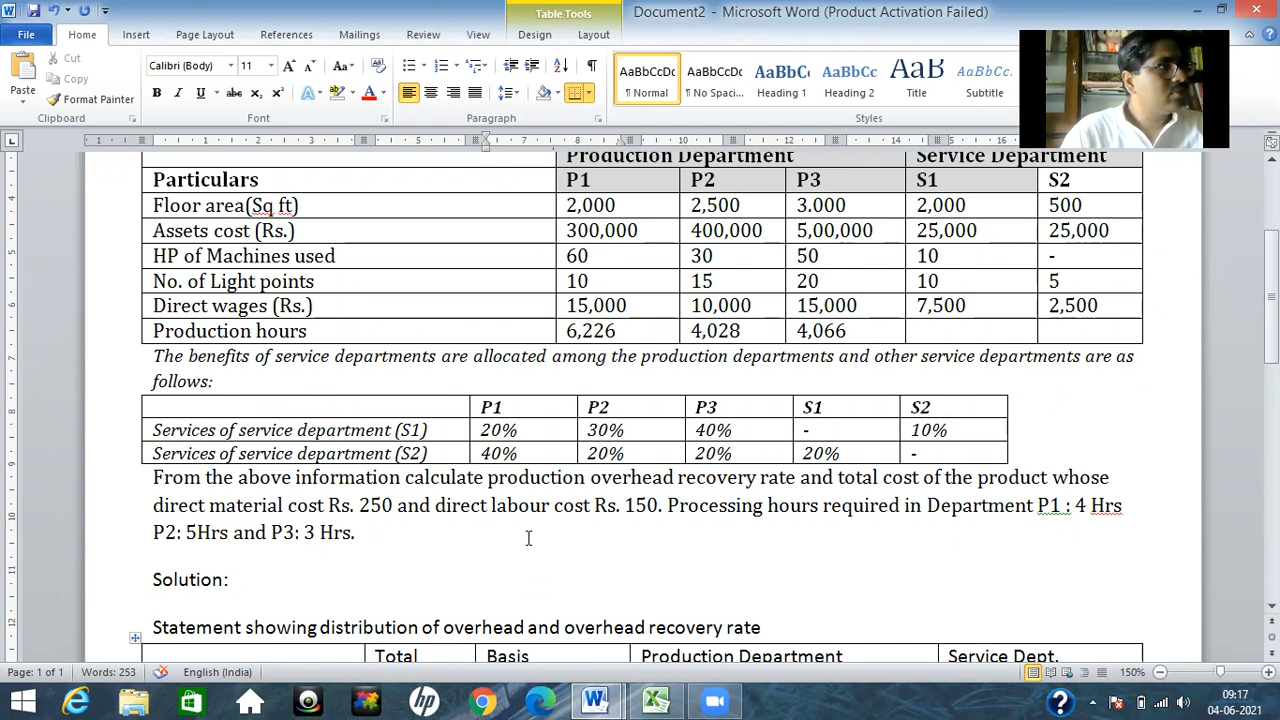 Table Tools
Document2 - Microsoft Word (Product Activation Failed)
File Home Insert Page Layout References Mailings Review View Design Layout
Cut
Copy
Format Painter
Paste
Calibri (Body) 11
AaBbCcDc AaBbCcDc AaBbC AaBbCc AaB AaBbCc
¶ Normal ¶ No Spaci... Heading 1 Heading 2 Title Subtitle
Clipboard Font Paragraph Styles
Production Department Service Department
Particulars P1 P2 P3 S1 S2
Floor area(Sq ft) 2,000 2,500 3.000 2,000 500
Assets cost (Rs.) 300,000 400,000 5,00,000 25,000 25,000
HP of Machines used 60 30 50 10 -
No. of Light points 10 15 20 10 5
Direct wages (Rs.) 15,000 10,000 15,000 7,500 2,500
Production hours 6,226 4,028 4,066
The benefits of service departments are allocated among the production departments and other service departments are as
follows:
P1 P2 P3 S1 S2
Services of service department (S1) 20% 30% 40% - 10%
Services of service department (S2) 40% 20% 20% 20% -
From the above information calculate production overhead recovery rate and total cost of the product whose
direct material cost Rs. 250 and direct labour cost Rs. 150. Processing hours required in Department P1 : 4 Hrs
P2: 5Hrs and P3: 3 Hrs.
Solution:
Statement showing distribution of overhead and overhead recovery rate
Total Basis Production Department Service Dept.
Page: 1 of 1 Words: 253 English (India) 150%
09:17
04-06-2021